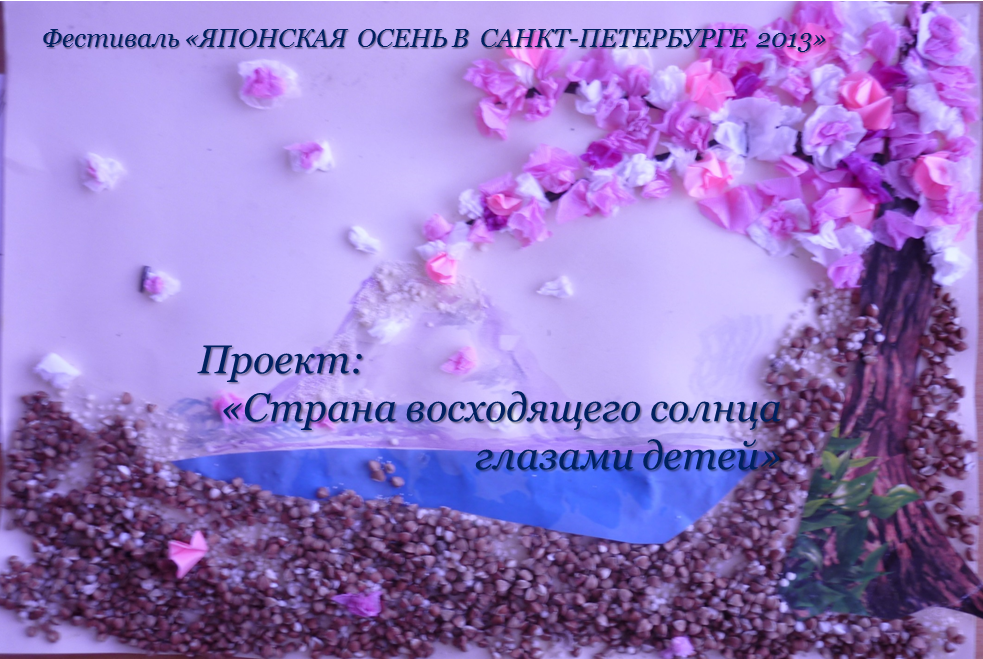 Фестиваль «ЯПОНСКАЯ ОСЕНЬ В САНКТ-ПЕТЕРБУРГЕ 2013»
Проект:
«Страна восходящего солнца
глазами детей»